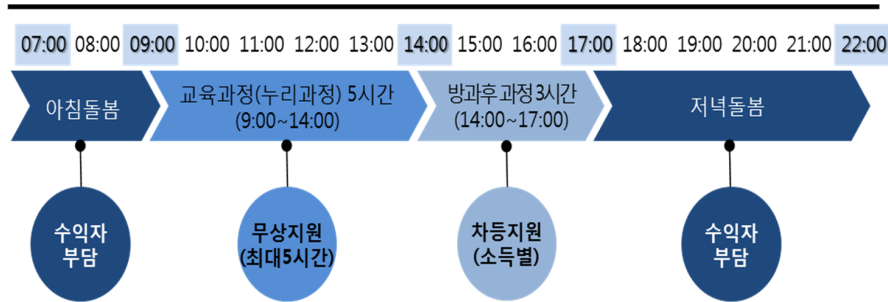 07:00 08:00 09:00 10:00 11:00 12:00 13:00 14:00 15:00 16:00 17:00 18:00 19:00 20:00 21:00 22:00
아침돌봄
교육과정(누리과정) 5시간
(9:00~14:00)
방과후 과정 3시간
(14:00~17:00)
저녁돌봄
수익자
부담
무상지원
(최대5시간)
차등지원
(소득별)
수익자
부담